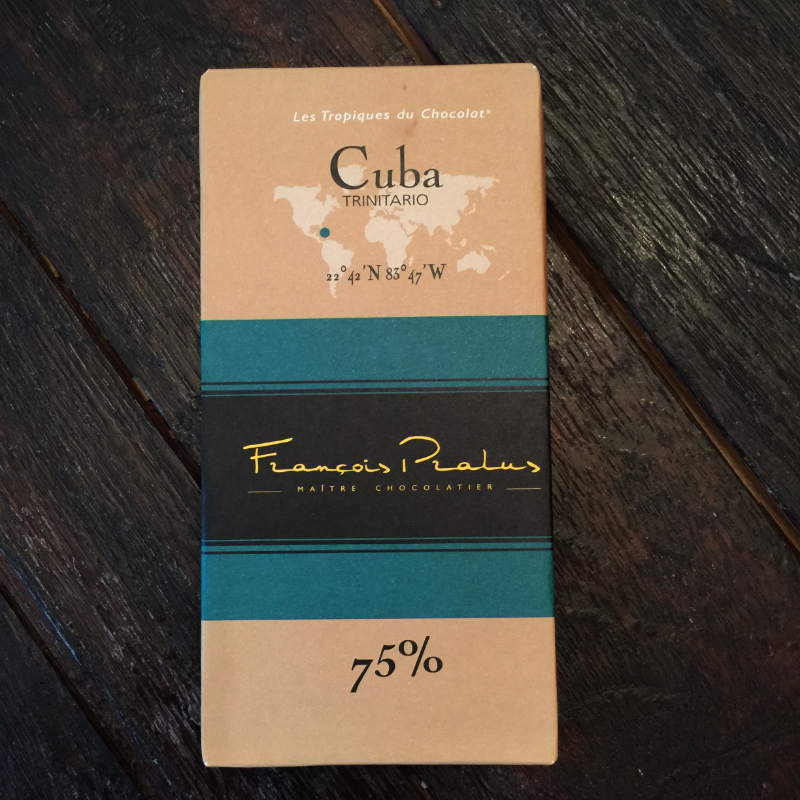 Les Tropiques du Chocolat®
Cuba
TRINITARIO
22°42'N 83°47'W
François Pralus
MAÎTRE CHOCOLATIER
75%